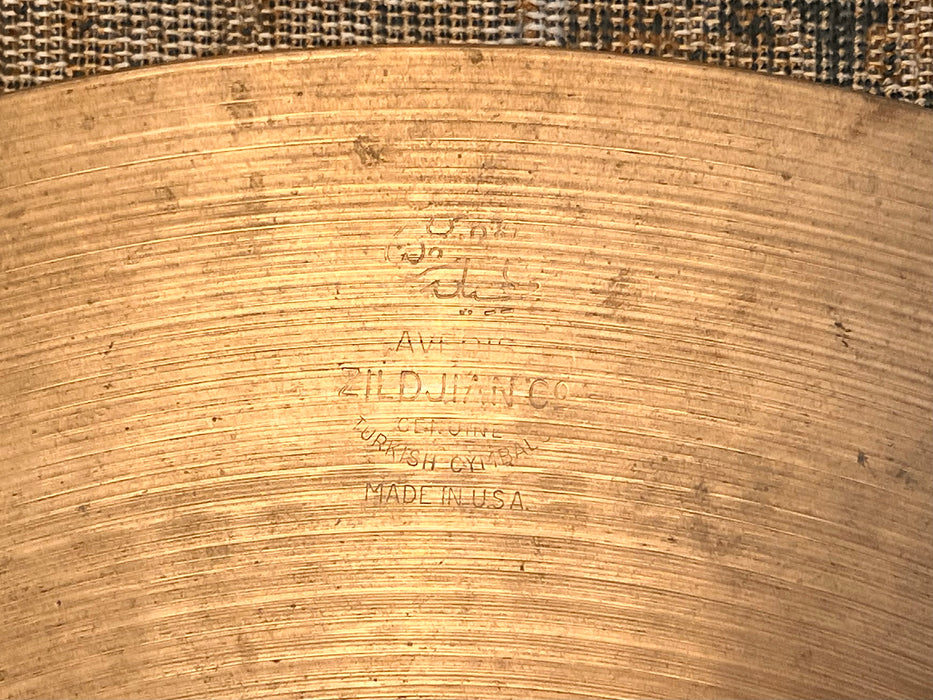 AVEDIS
ZILDJIAN CO
GENUINE
TURKISH CYMBALS
MADE IN U.S.A.